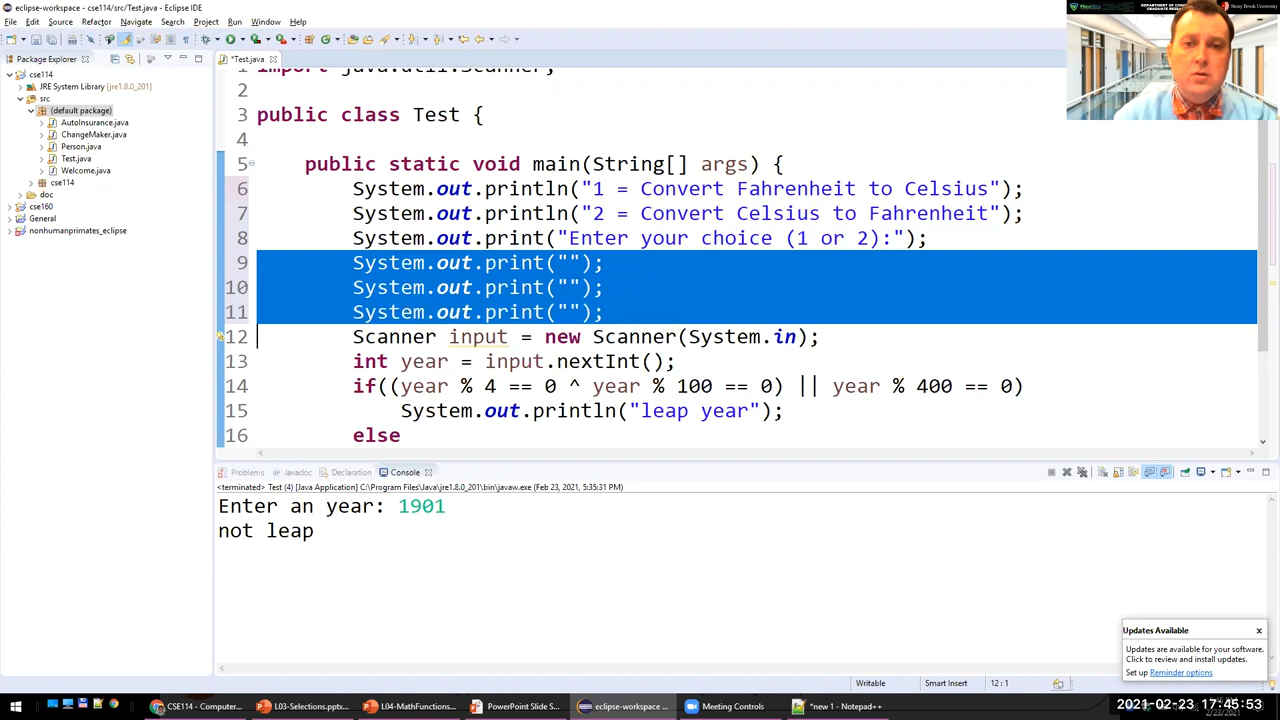 eclipse-workspace - cse114/src/Test.java - Eclipse IDE
File Edit Source Refactor Navigate Search Project Run Window Help
Package Explorer
cse114
JRE System Library [jre1.8.0_201]
src
(default package)
AutoInsurance.java
ChangeMaker.java
Person.java
Test.java
Welcome.java
cse114
doc
cse160
General
nonhumanprimates_eclipse
*Test.java
1 import java.util.Scanner;
2
3 public class Test {
4
5 public static void main(String[] args) {
6 System.out.println("1 = Convert Fahrenheit to Celsius");
7 System.out.println("2 = Convert Celsius to Fahrenheit");
8 System.out.print("Enter your choice (1 or 2):");
9 System.out.print("");
10 System.out.print("");
11 System.out.print("");
12 Scanner input = new Scanner(System.in);
13 int year = input.nextInt();
14 if((year % 4 == 0 ^ year % 100 == 0) || year % 400 == 0)
15 System.out.println("leap year");
16 else
Problems Javadoc Declaration Console
<terminated> Test (4) [Java Application] C:\Program Files\Java\jre1.8.0_201\bin\javaw.exe (Feb 23, 2021, 5:35:31 PM)
Enter an year: 1901
not leap
Updates Available
Updates are available for your software.
Click to review and install updates.
Set up Reminder options
Writable Smart Insert 12 : 1
CSE114 - Computer... L03-Selections.pptx... L04-MathFunctions... PowerPoint Slide S... eclipse-workspace ... Meeting Controls *new 1 - Notepad++
2021-02-23 17:45:53
Stony Brook University